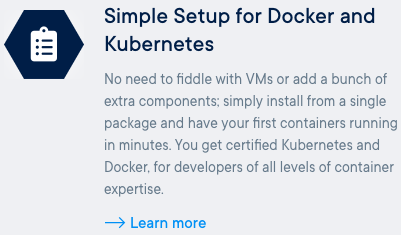 Simple Setup for Docker and
Kubernetes
No need to fiddle with VMs or add a bunch of
extra components; simply install from a single
package and have your first containers running
in minutes. You get certified Kubernetes and
Docker, for developers of all levels of container
expertise.
Learn more